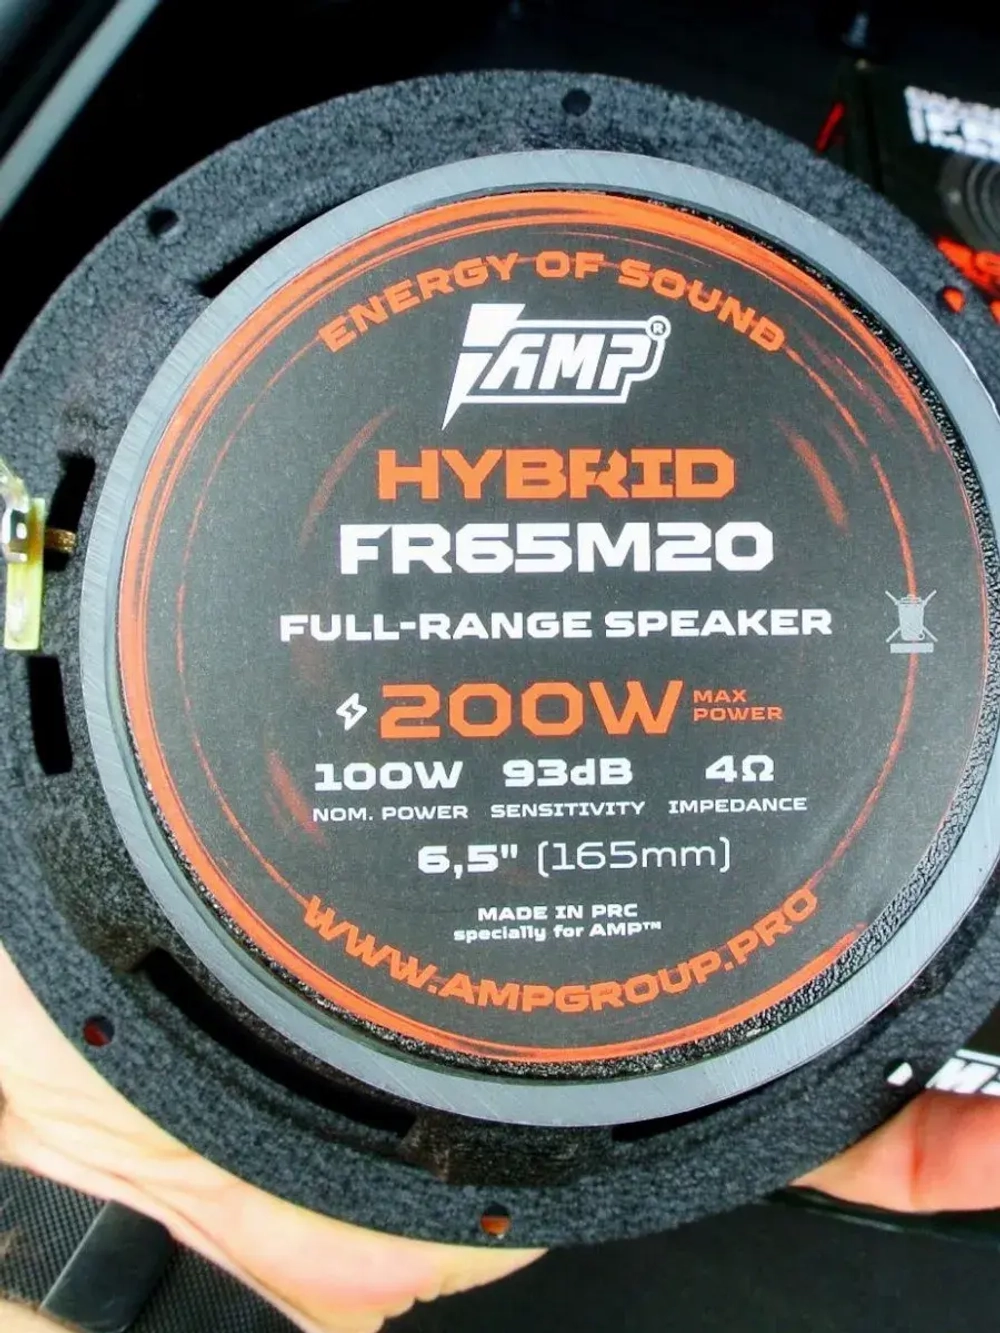 ENERGY OF SOUND
AMP®
HYBRID
FR65M20
FULL-RANGE SPEAKER
200W MAX POWER
100W 93dB 4Ω
NOM. POWER SENSITIVITY IMPEDANCE
6,5" (165mm)
MADE IN PRC
specially for AMP™
WWW.AMPGROUP.PRO